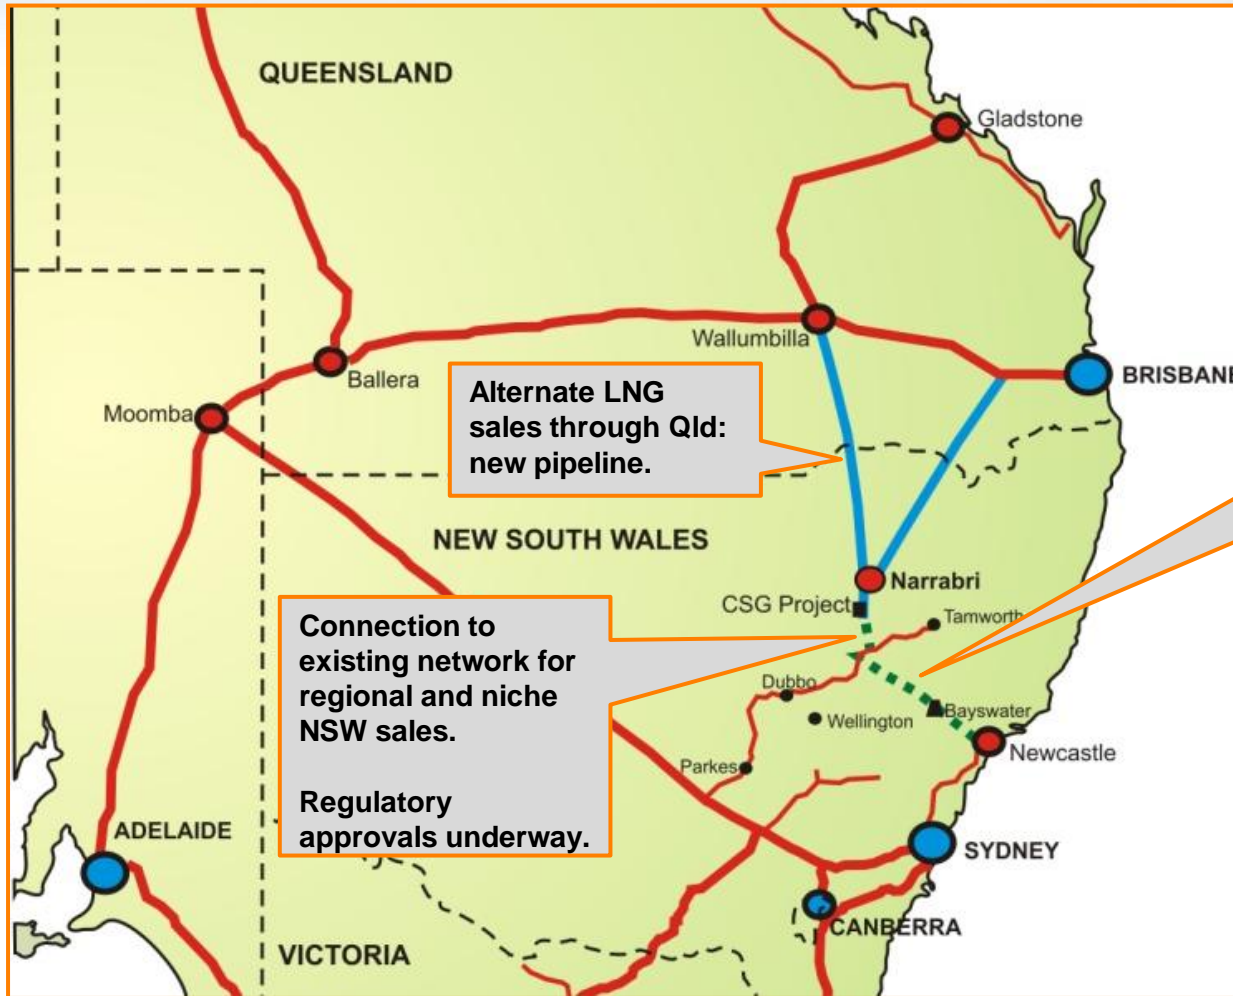 QUEENSLAND
Gladstone
Wallumbilla
BRISBANE
Ballera
Moomba
Alternate LNG
sales through Qld:
new pipeline.
NEW SOUTH WALES
Narrabri
CSG Project
Tamworth
Connection to
existing network for
regional and niche
NSW sales.
Regulatory
approvals underway.
Dubbo
Wellington
Bayswater
Parkes
Newcastle
ADELAIDE
SYDNEY
CANBERRA
VICTORIA